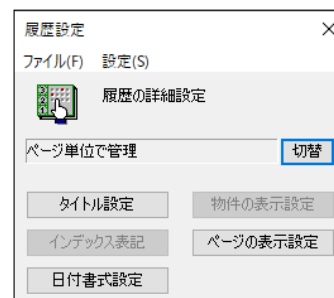 履歴設定
ファイル(F) 設定(S)
履歴の詳細設定
ページ単位で管理 切替
タイトル設定 物件の表示設定
インデックス表記 ページの表示設定
日付書式設定